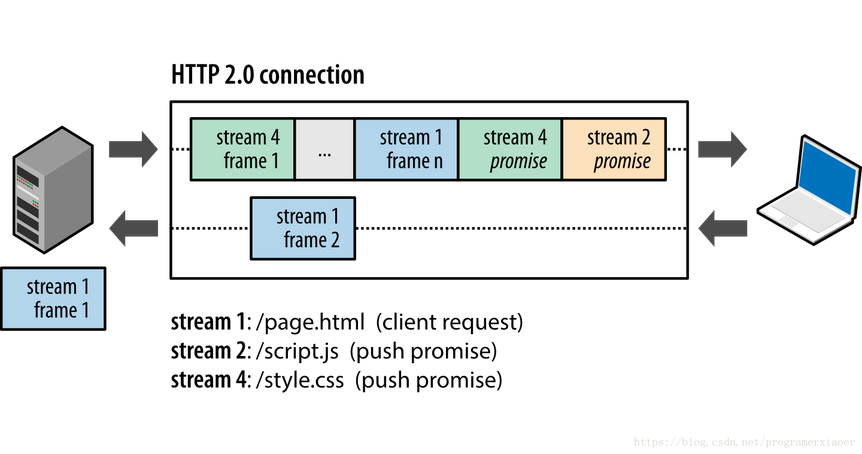 HTTP 2.0 connection
stream 4
frame 1
...
stream 1
frame n
stream 4
promise
stream 2
promise
stream 1
frame 2
stream 1
frame 1
stream 1: /page.html (client request)
stream 2: /script.js (push promise)
stream 4: /style.css (push promise)
https://blog.csdn.net/programerxiaoer